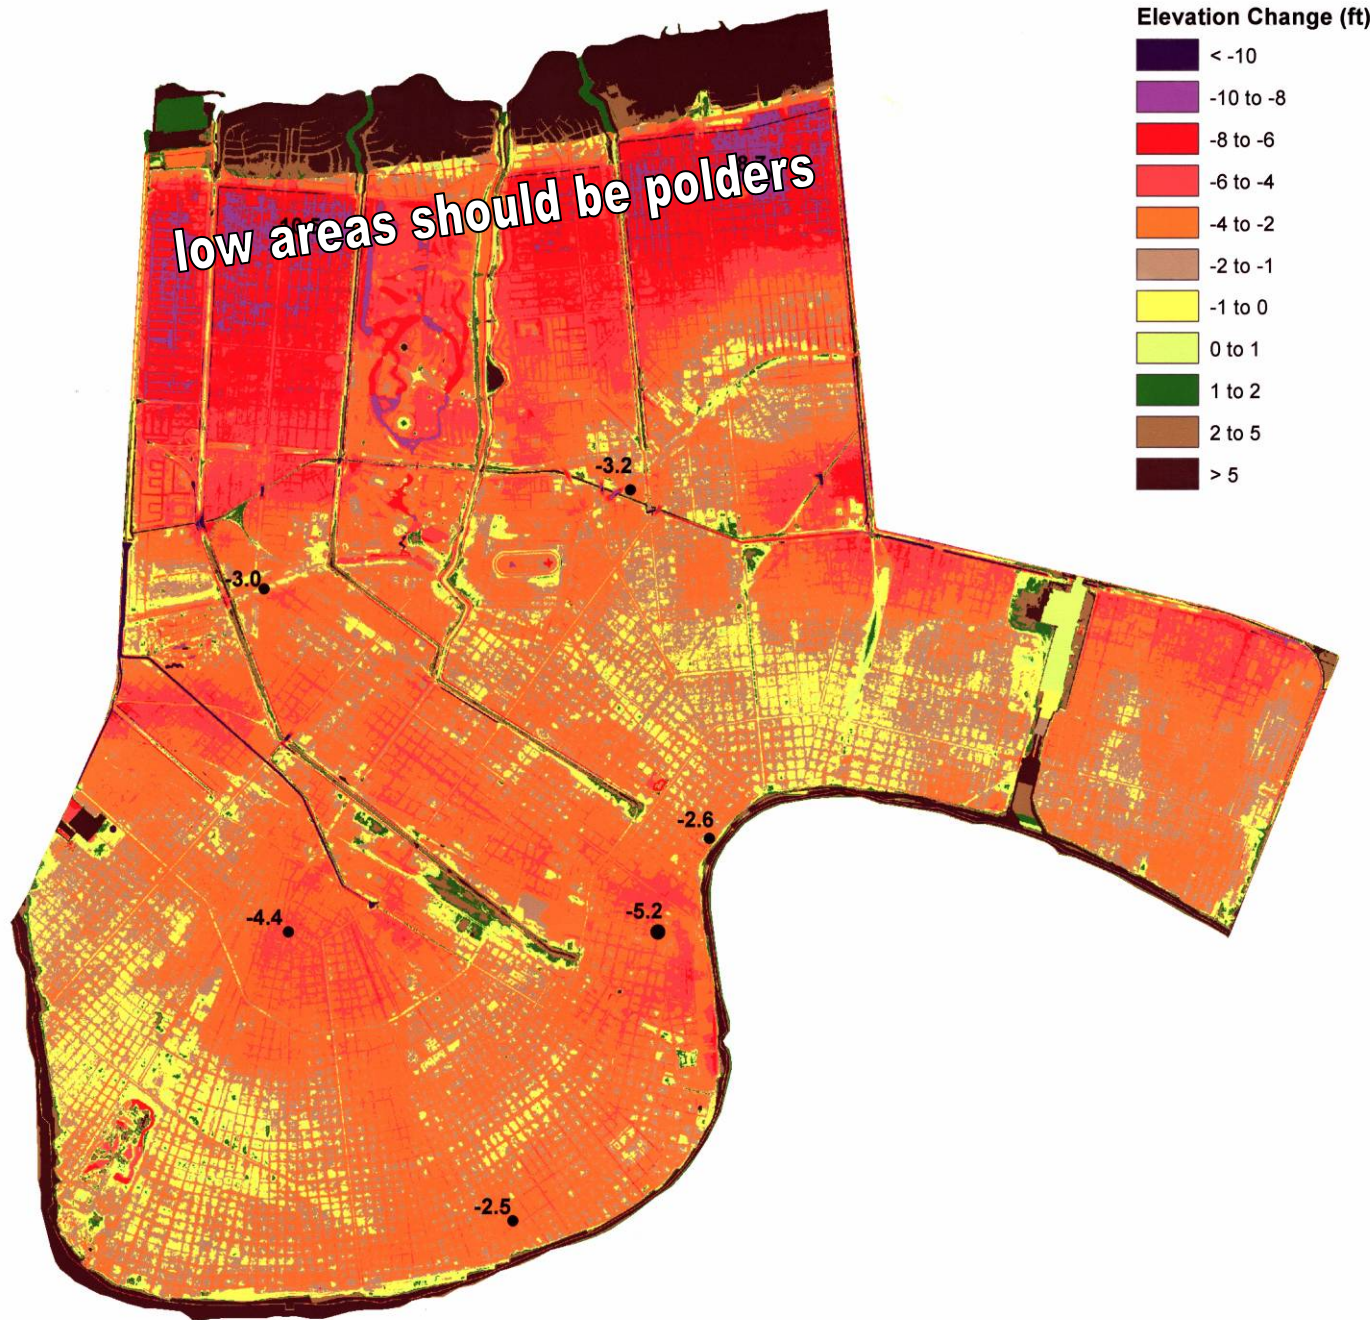 Elevation Change (ft)
< -10
-10 to -8
-8 to -6
-6 to -4
-4 to -2
-2 to -1
-1 to 0
0 to 1
1 to 2
2 to 5
> 5
low areas should be polders
-3.2
-3.0
-2.6
-4.4
-5.2
-2.5